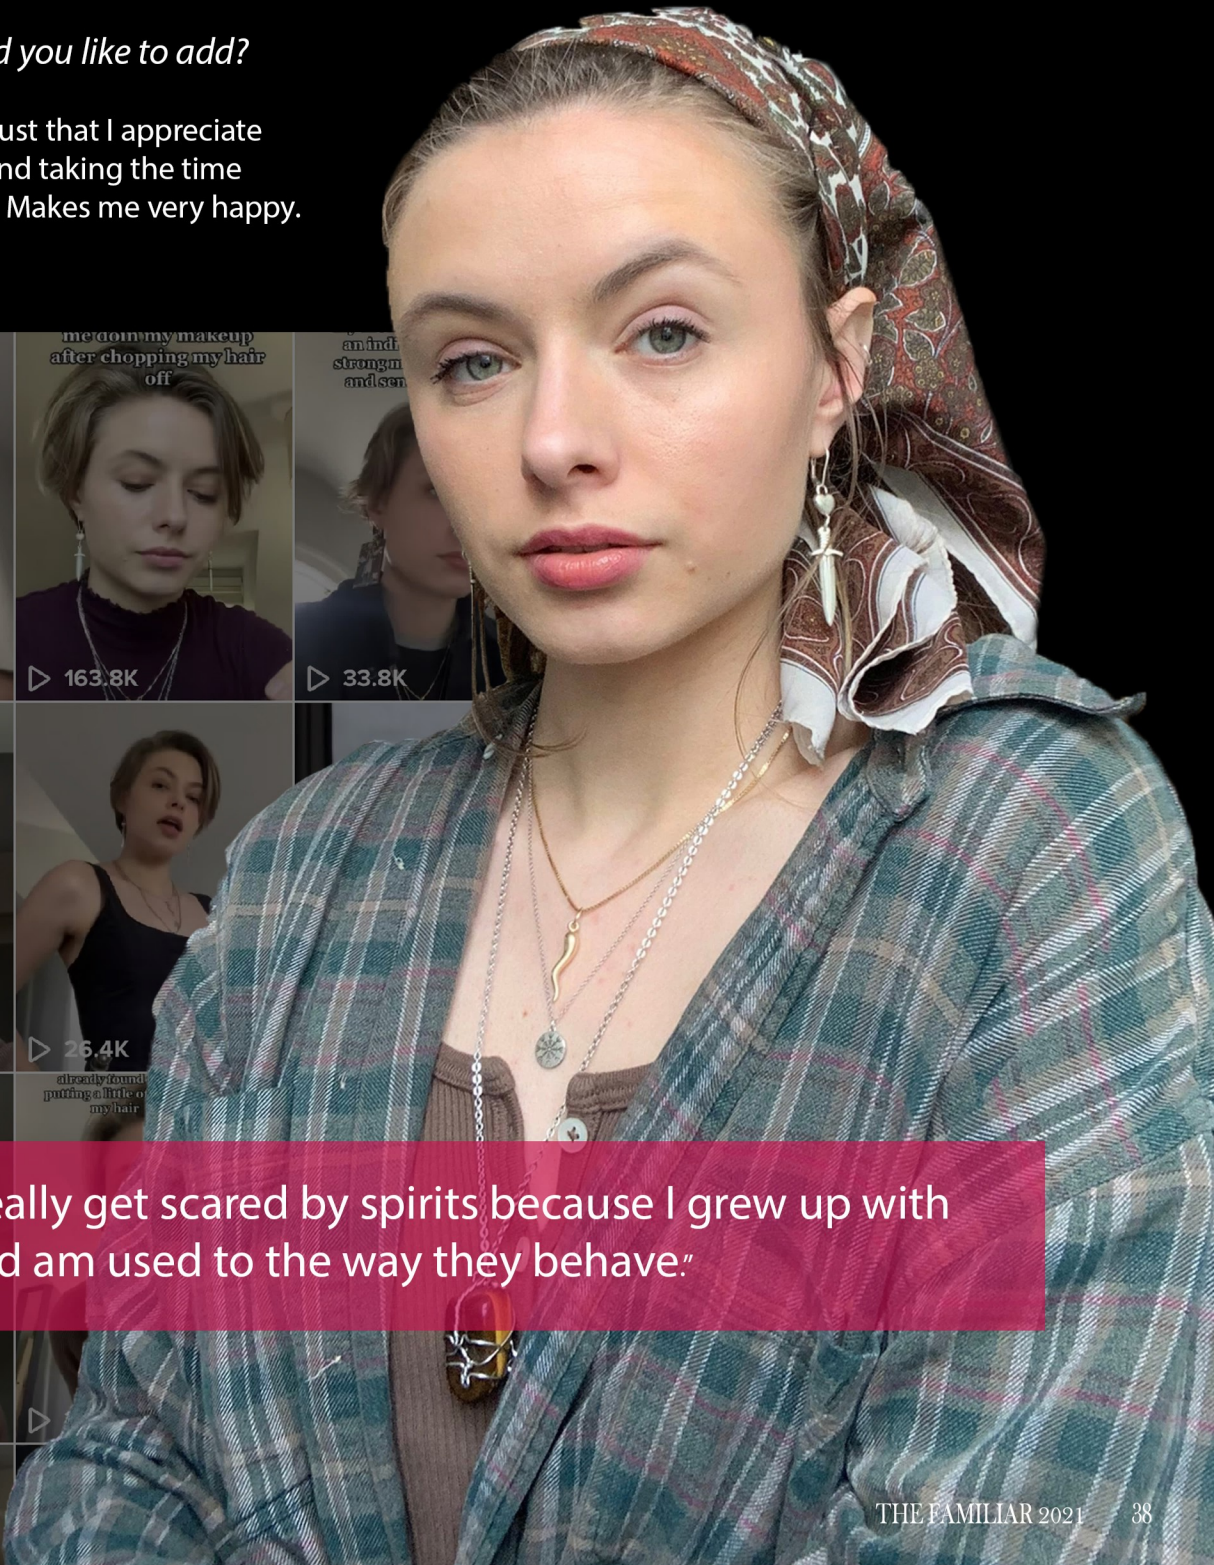 d you like to add?
ust that I appreciate
nd taking the time
Makes me very happy.
me doin my makeup
after chopping my hair
off
an indi
strong m
and sen
163.8K
33.8K
26.4K
already found
putting a little o
my hair
eally get scared by spirits because I grew up with
d am used to the way they behave."
THE FAMILIAR 2021 38